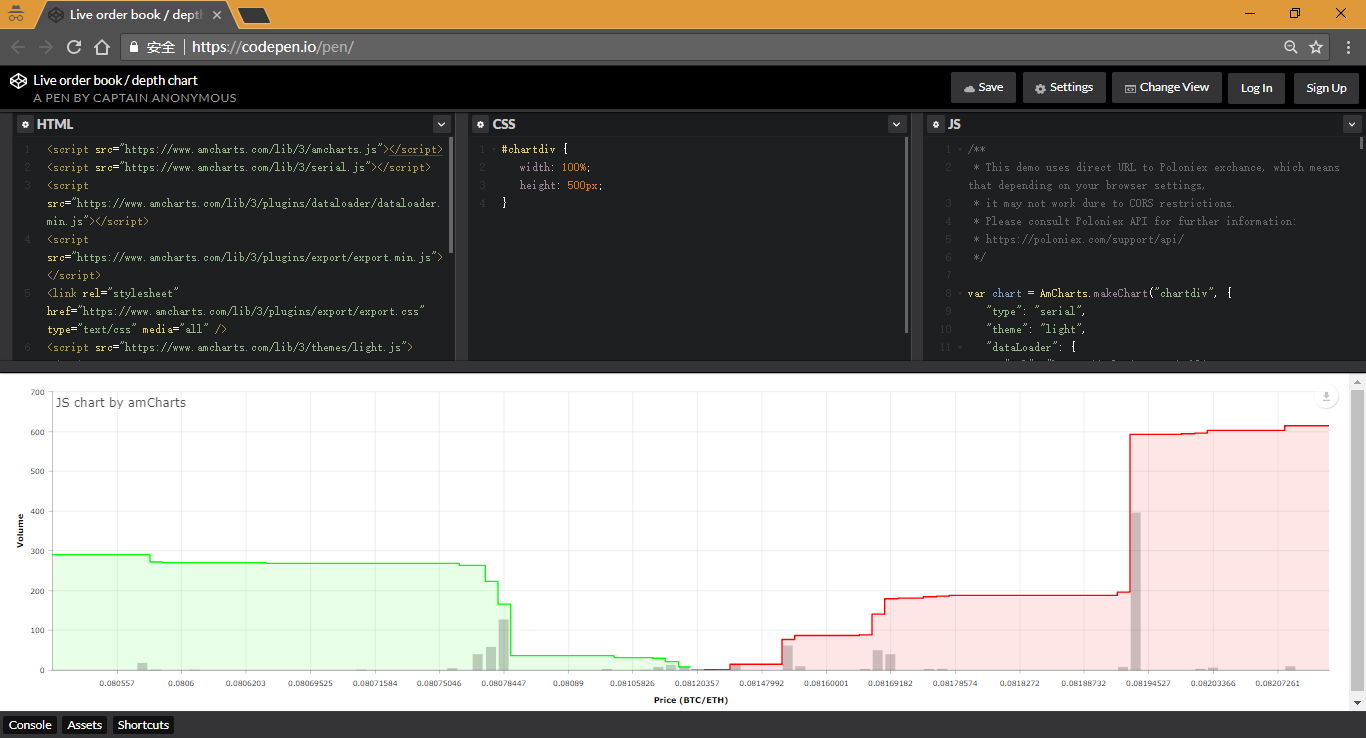 Live order book / depth
安全 https://codepen.io/pen/
Live order book / depth chart
A PEN BY CAPTAIN ANONYMOUS
Save
Settings
Change View
Log In
Sign Up
HTML
1 <script src="https://www.amcharts.com/lib/3/amcharts.js"></script>
2 <script src="https://www.amcharts.com/lib/3/serial.js"></script>
3 <script
src="https://www.amcharts.com/lib/3/plugins/dataloader/dataloader.
min.js"></script>
4 <script
src="https://www.amcharts.com/lib/3/plugins/export/export.min.js">
</script>
5 <link rel="stylesheet"
href="https://www.amcharts.com/lib/3/plugins/export/export.css"
type="text/css" media="all" />
6 <script src="https://www.amcharts.com/lib/3/themes/light.js">
CSS
1 #chartdiv {
2 width: 100%;
3 height: 500px;
4 }
JS
1 /**
2 * This demo uses direct URL to Poloniex exchance, which means
that depending on your browser settings,
3 * it may not work dure to CORS restrictions.
4 * Please consult Poloniex API for further information:
5 * https://poloniex.com/support/api/
6 */
7
8 var chart = AmCharts.makeChart("chartdiv", {
9 "type": "serial",
10 "theme": "light",
11 "dataLoader": {
JS chart by amCharts
700
600
500
400
300
200
100
0
Volume
0.080557 0.0806 0.0806203 0.08069525 0.08071584 0.08075046 0.08078447 0.08089 0.08105826 0.08120357 0.08147992 0.08160001 0.08169182 0.08178574 0.0818272 0.08188732 0.08194527 0.08203366 0.08207261
Price (BTC/ETH)
Console
Assets
Shortcuts